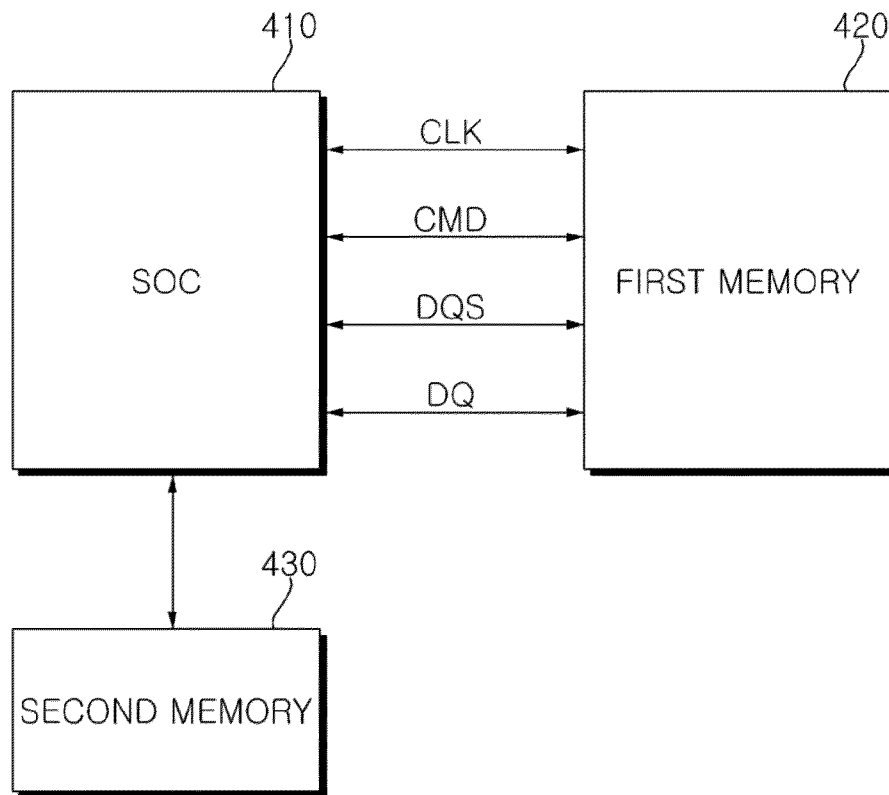 410
420
CLK
CMD
SOC
FIRST MEMORY
DQS
DQ
430
SECOND MEMORY